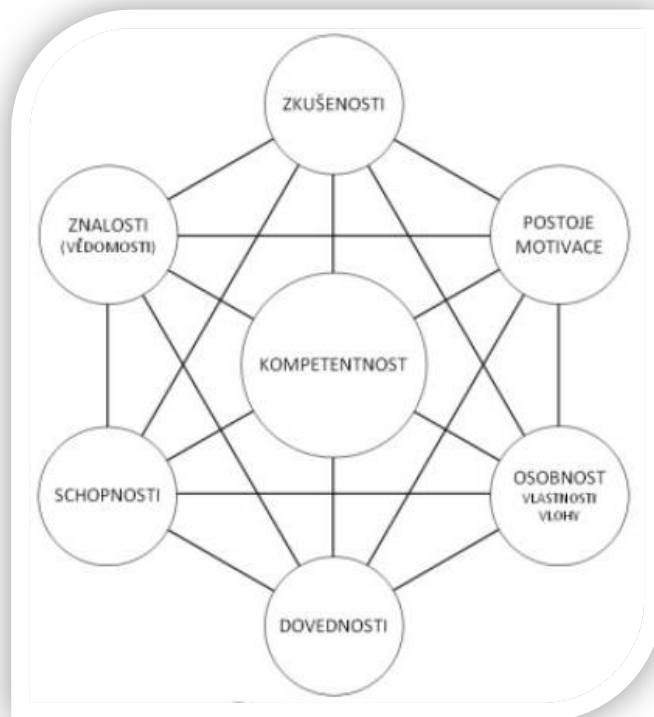 ZKUŠENOSTI
ZNALOSTI
(VĚDOMOSTI)
POSTOJE
MOTIVACE
KOMPETENTNOST
SCHOPNOSTI
OSOBNOST
VLASTNOSTI
VLOHY
DOVEDNOSTI